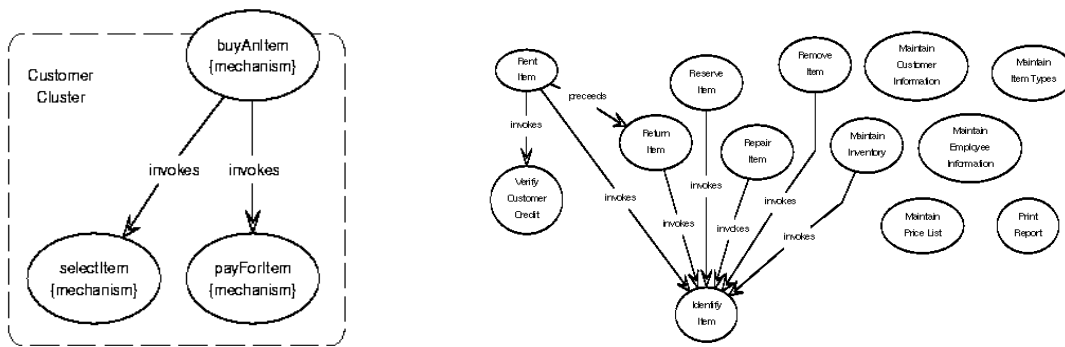 buyAnItem
{mechanism}
Customer
Cluster
invokes
invokes
selectItem
{mechanism}
payForItem
{mechanism}
Rent
Item
Reserve
Item
Remove
Item
Maintain
Customer
Information
Maintain
Item Types
preceeds
invokes
Return
Item
Repair
Item
Maintain
Inventory
Maintain
Employee
Information
Verify
Customer
Credit
invokes
invokes
invokes
invokes
invokes
invokes
Maintain
Price List
Print
Report
Identify
Item